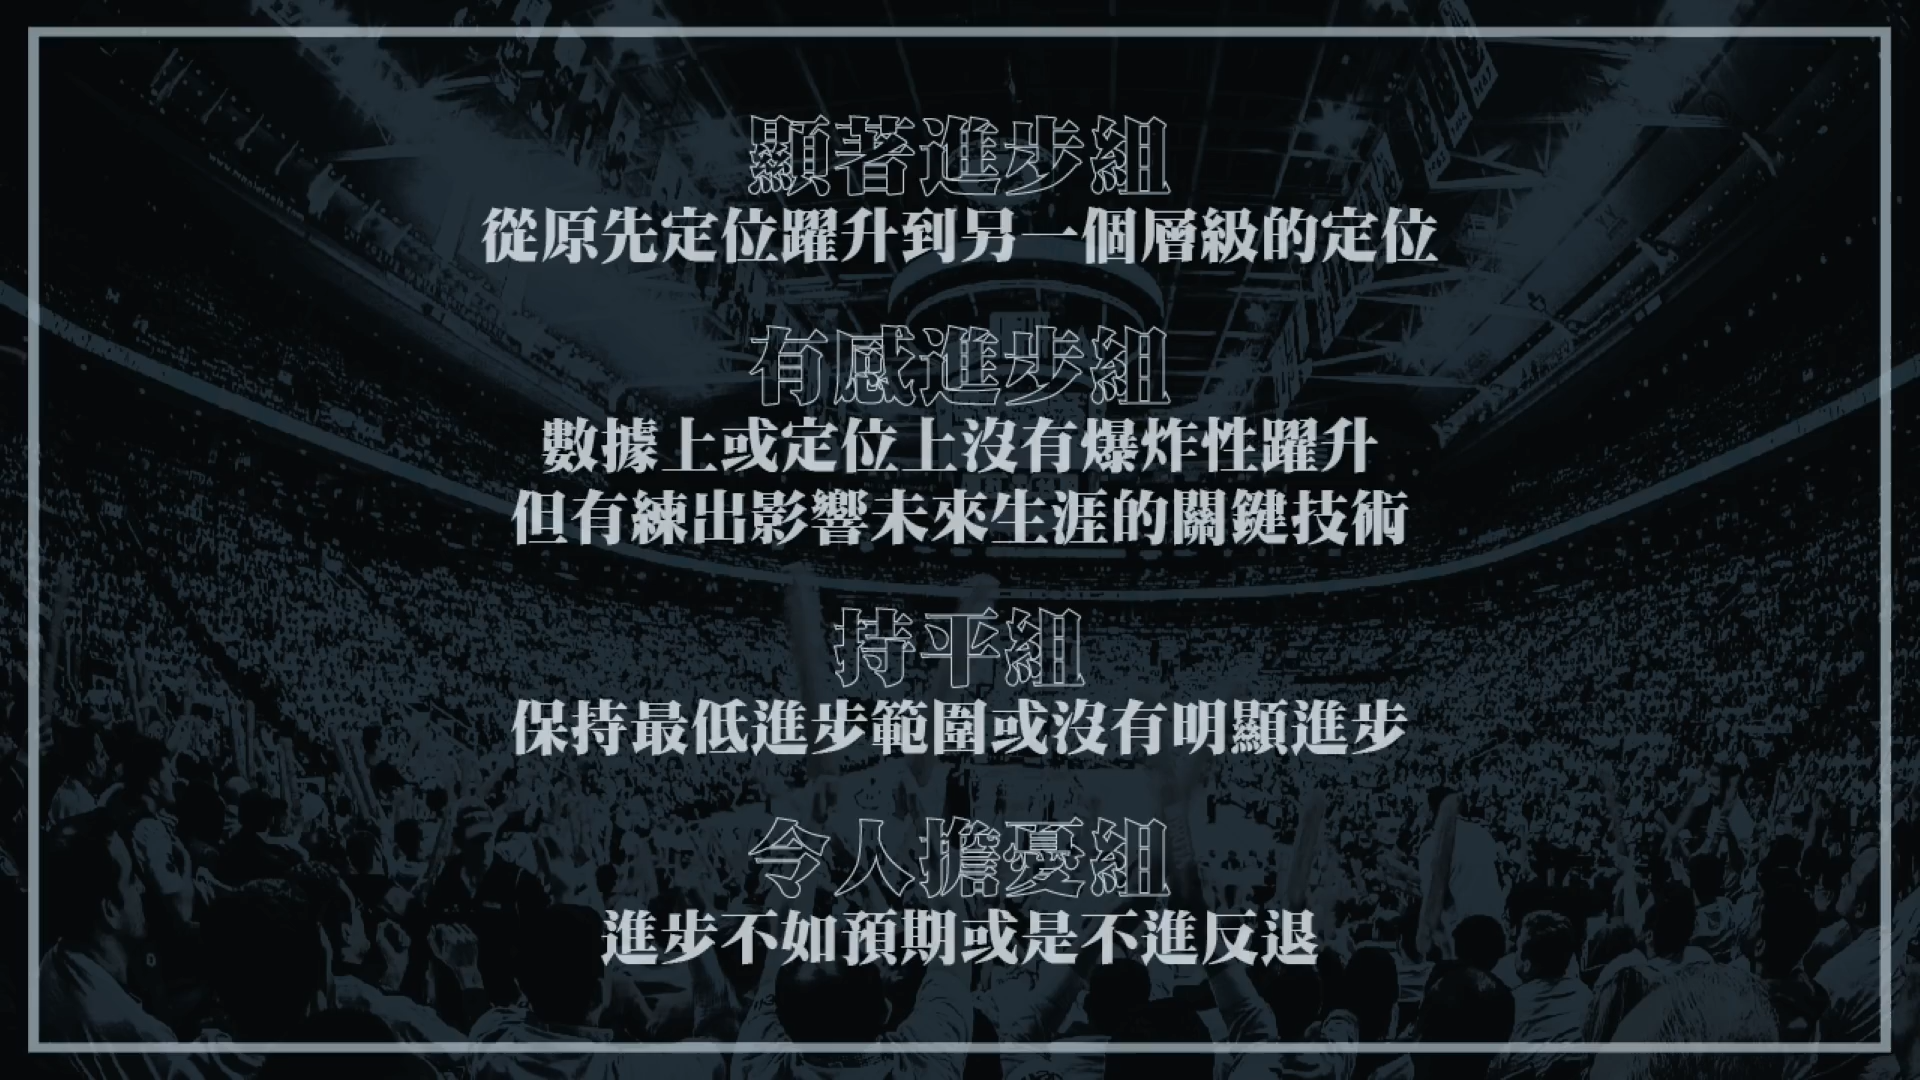 顯著進步組
從原先定位躍升到另一個層級的定位
有感進步組
數據上或定位上沒有爆炸性躍升
但有練出影響未來生涯的關鍵技術
持平組
保持最低進步範圍或沒有明顯進步
令人擔憂組
進步不如預期或是不進反退